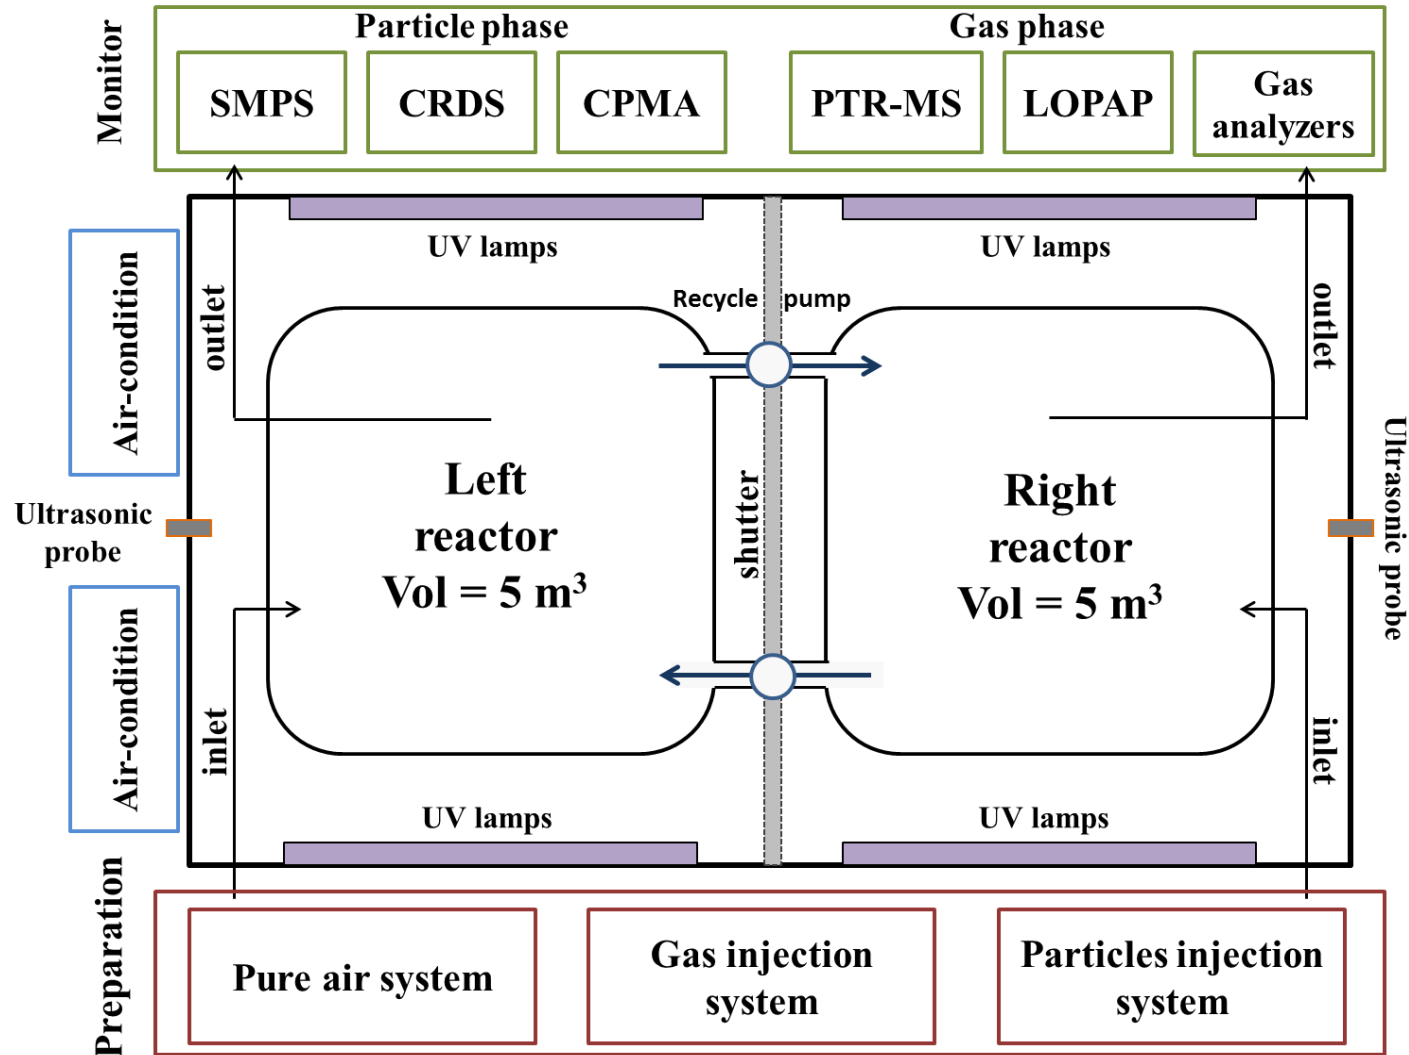 Monitor
Particle phase
Gas phase
SMPS
CRDS
CPMA
PTR-MS
LOPAP
Gas
analyzers
UV lamps
UV lamps
Air-condition
outlet
Recycle pump
outlet
Left
reactor
Vol = 5 m³
shutter
Right
reactor
Vol = 5 m³
Ultrasonic
probe
Ultrasonic probe
Air-condition
inlet
inlet
UV lamps
UV lamps
Preparation
Pure air system
Gas injection
system
Particles injection
system